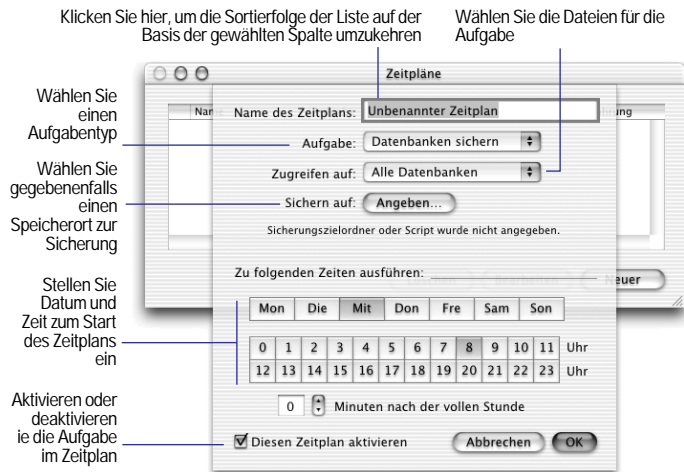 Klicken Sie hier, um die Sortierfolge der Liste auf der
Basis der gewählten Spalte umzukehren
Wählen Sie die Dateien für die
Aufgabe
Zeitpläne
Wählen Sie
einen
Aufgabentyp
Wählen Sie
gegebenenfalls
einen
Speicherort zur
Sicherung
Stellen Sie
Datum und
Zeit zum Start
des Zeitplans
ein
Aktivieren oder
deaktivieren
ie die Aufgabe
im Zeitplan
Name des Zeitplans: Unbenannter Zeitplan
Aufgabe: Datenbanken sichern
Zugreifen auf: Alle Datenbanken
Sichern auf: Angeben...
Sicherungszielordner oder Script wurde nicht angegeben.
Zu folgenden Zeiten ausführen:
Neuer
Mon Die Mit Don Fre Sam Son
0 1 2 3 4 5 6 7 8 9 10 11 Uhr
12 13 14 15 16 17 18 19 20 21 22 23 Uhr
0 Minuten nach der vollen Stunde
Diesen Zeitplan aktivieren
Abbrechen OK